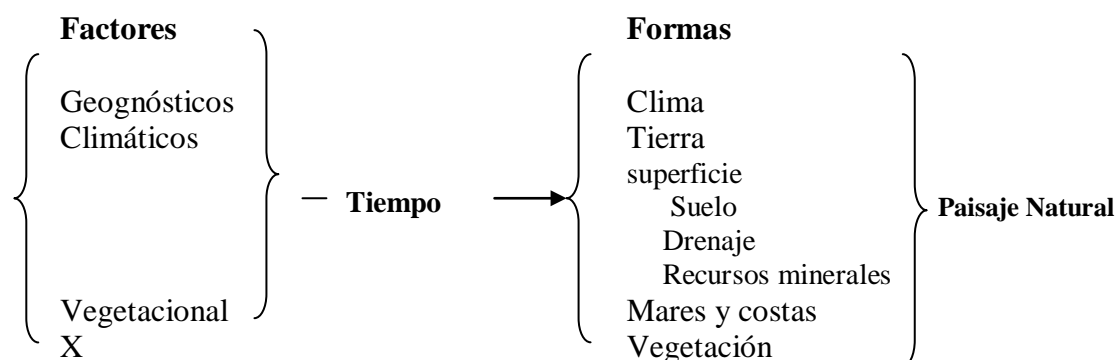 Factores
Geognósticos
Climáticos
Vegetacional
X
— Tiempo
Formas
Clima
Tierra
superficie
Suelo
Drenaje
Recursos minerales
Mares y costas
Vegetación
Paisaje Natural